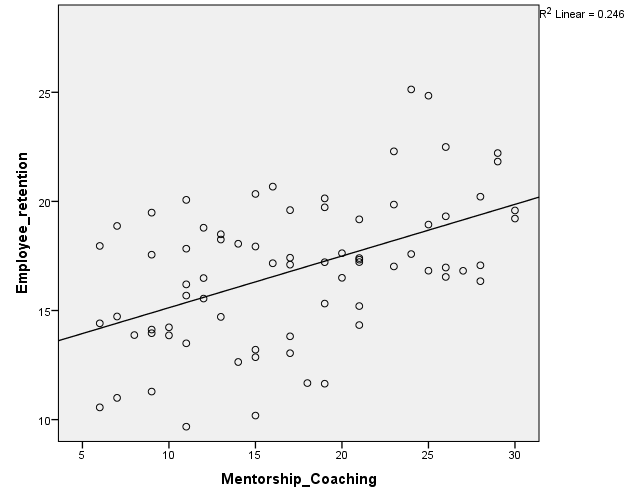 R2 Linear = 0.246
Employee_retention
25
20
15
10
5 10 15 20 25 30
Mentorship_Coaching